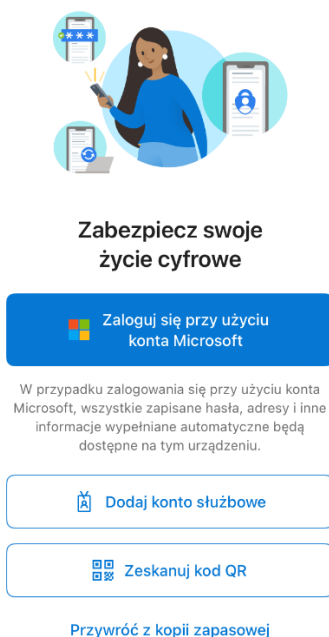 ***
Zabezpiecz swoje
życie cyfrowe
Zaloguj się przy użyciu
konta Microsoft
W przypadku zalogowania się przy użyciu konta
Microsoft, wszystkie zapisane hasła, adresy i inne
informacje wypełniane automatyczne będą
dostępne na tym urządzeniu.
Dodaj konto służbowe
Zeskanuj kod QR
Przywróć z kopii zapasowej